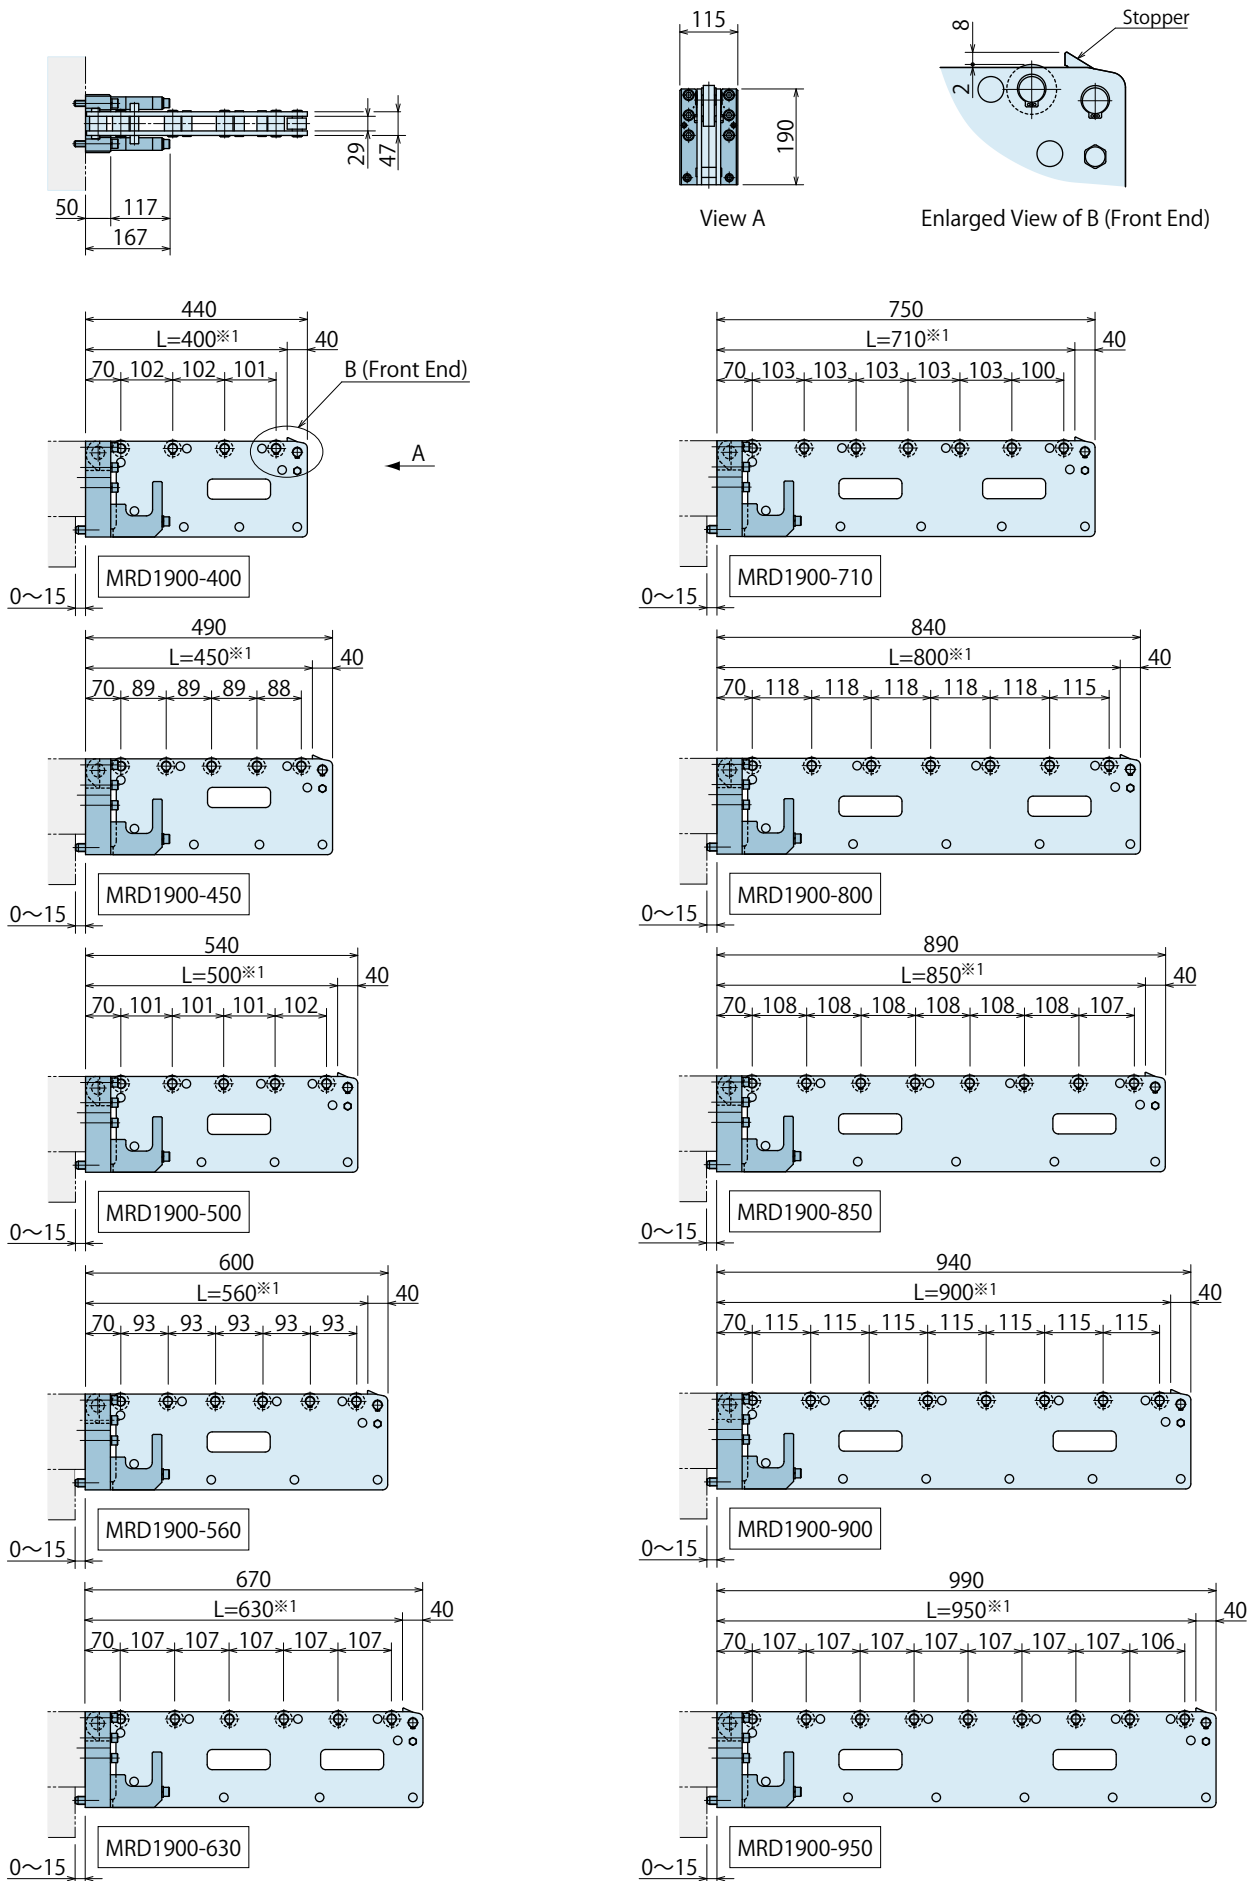 50
117
167
29
47
115
190
View A
8
2
Stopper
Enlarged View of B (Front End)
440
L=400※1
40
70 102 102 101
B (Front End)
A
MRD1900-400
0～15
750
L=710※1
40
70 103 103 103 103 103 100
MRD1900-710
0～15
490
L=450※1
40
70 89 89 89 88
MRD1900-450
0～15
840
L=800※1
40
70 118 118 118 118 118 115
MRD1900-800
0～15
540
L=500※1
40
70 101 101 101 102
MRD1900-500
0～15
890
L=850※1
40
70 108 108 108 108 108 108 107
MRD1900-850
0～15
600
L=560※1
40
70 93 93 93 93 93
MRD1900-560
0～15
940
L=900※1
40
70 115 115 115 115 115 115 115
MRD1900-900
0～15
670
L=630※1
40
70 107 107 107 107 107
MRD1900-630
0～15
990
L=950※1
40
70 107 107 107 107 107 107 107 106
MRD1900-950
0～15